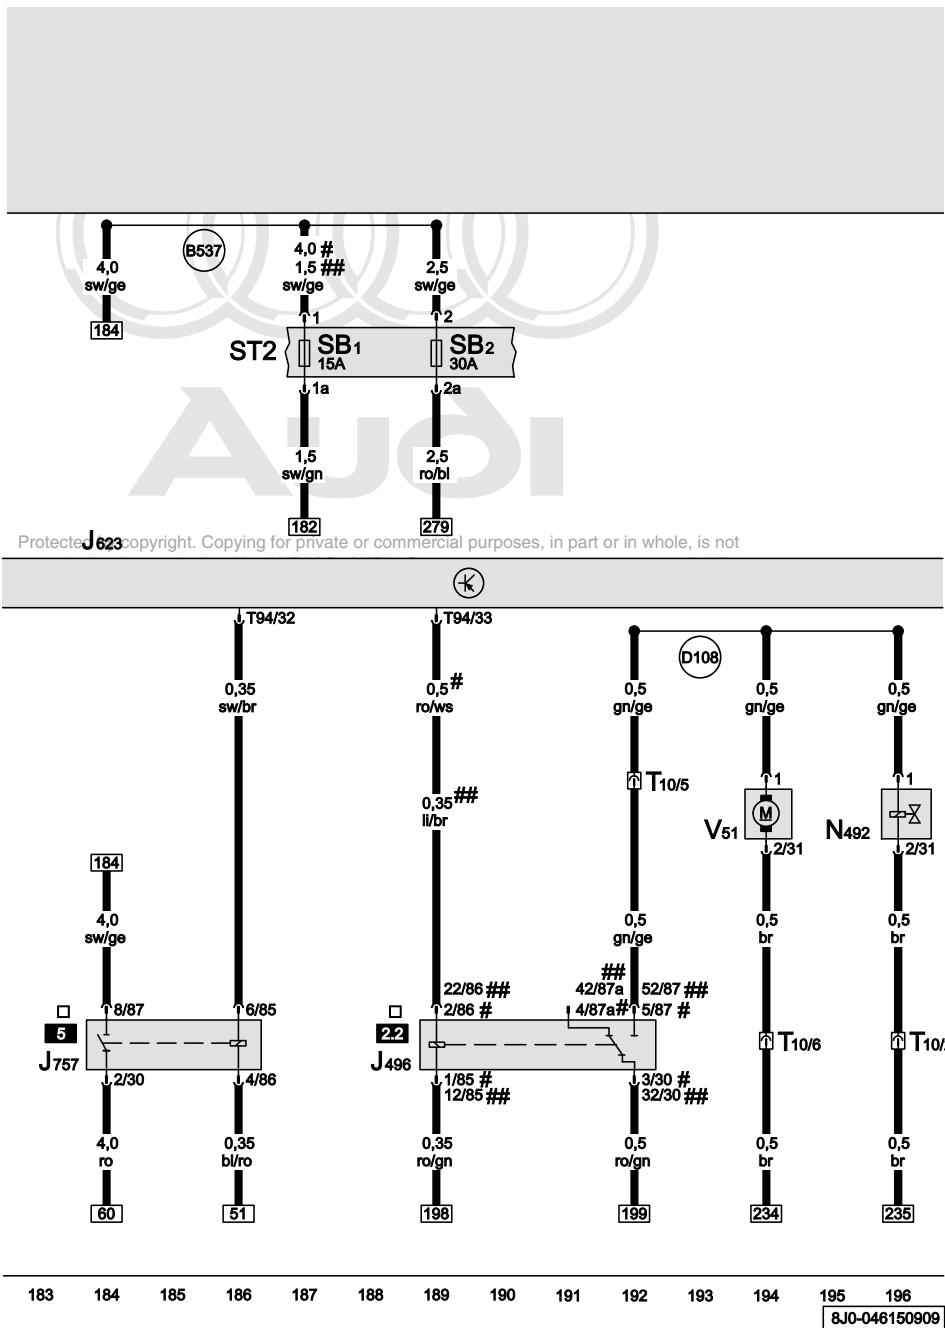 B537
4,0 #
1,5 ##
sw/ge
4,0
sw/ge
2,5
sw/ge
184
1
2
ST2
SB1
15A
SB2
30A
1a
2a
Audi
1,5
sw/gn
2,5
ro/bl
182
279
J623
Protected by copyright. Copying for private or commercial purposes, in part or in whole, is not
T94/32
T94/33
D108
0,35
sw/br
0,5 #
ro/ws
0,5
gn/ge
0,5
gn/ge
0,5
gn/ge
T10/5
1
1
0,35 ##
li/br
M
V51
N492
2/31
2/31
184
4,0
sw/ge
0,5
gn/ge
0,5
br
0,5
br
##
22/86 ##
42/87a
52/87 ##
8/87
6/85
2/86 #
4/87a #
5/87 #
5
J757
2.2
J496
T10/6
T10/
2/30
4/86
1/85 #
12/85 ##
3/30 #
32/30 ##
4,0
ro
0,35
bl/ro
0,35
ro/gn
0,5
ro/gn
0,5
br
0,5
br
60
51
198
199
234
235
183 184 185 186 187 188 189 190 191 192 193 194 195 196
8J0-046150909